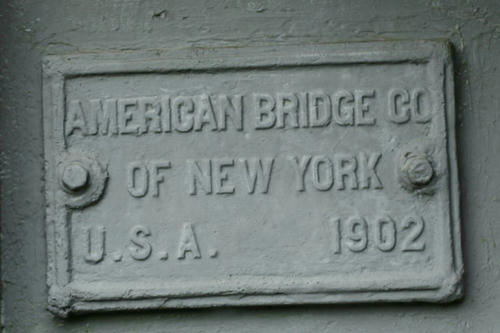 AMERICAN BRIDGE CO
OF NEW YORK
U.S.A. 1902